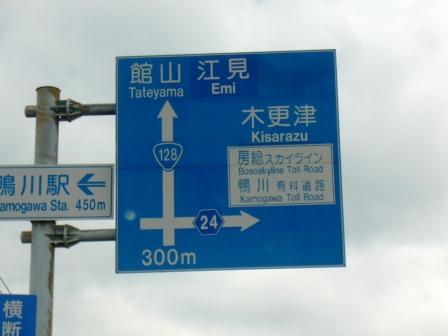 館山 江見
Tateyama Emi
木更津
Kisarazu
128
房総スカイライン
Bososkyline Toll Road
鴨川 有料道路
Kamogawa Toll Road
24
300m
鴨川駅 ←
Kamogawa Sta. 450m
横断